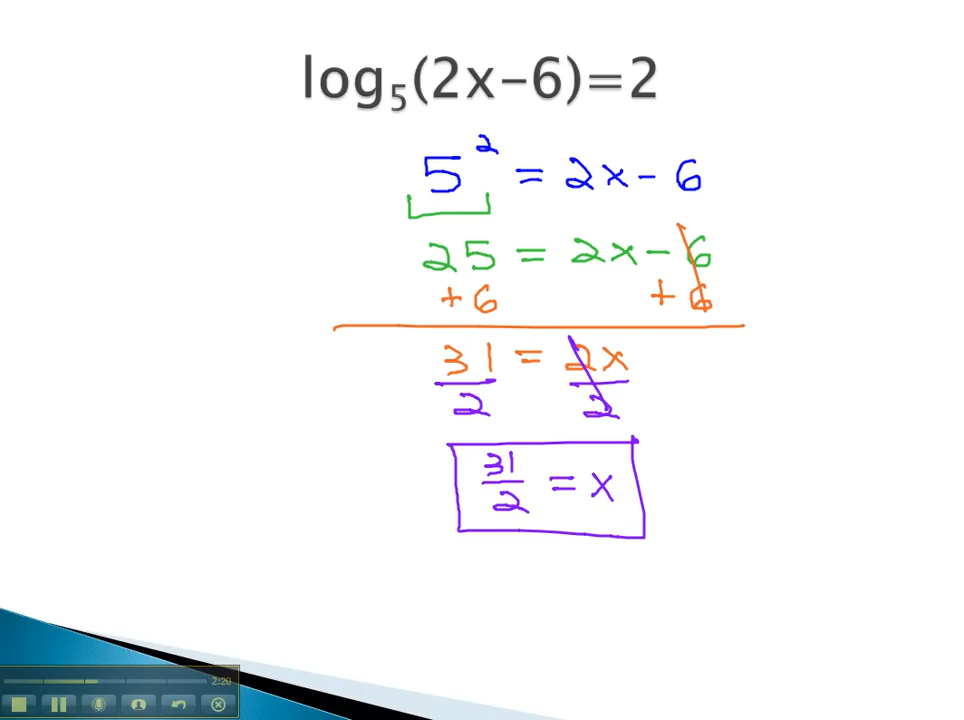 log₅(2x-6)=2
5² = 2x - 6
25 = 2x - 6
+ 6 + 6
31 = 2x
2 2
31
2 = x
2:20